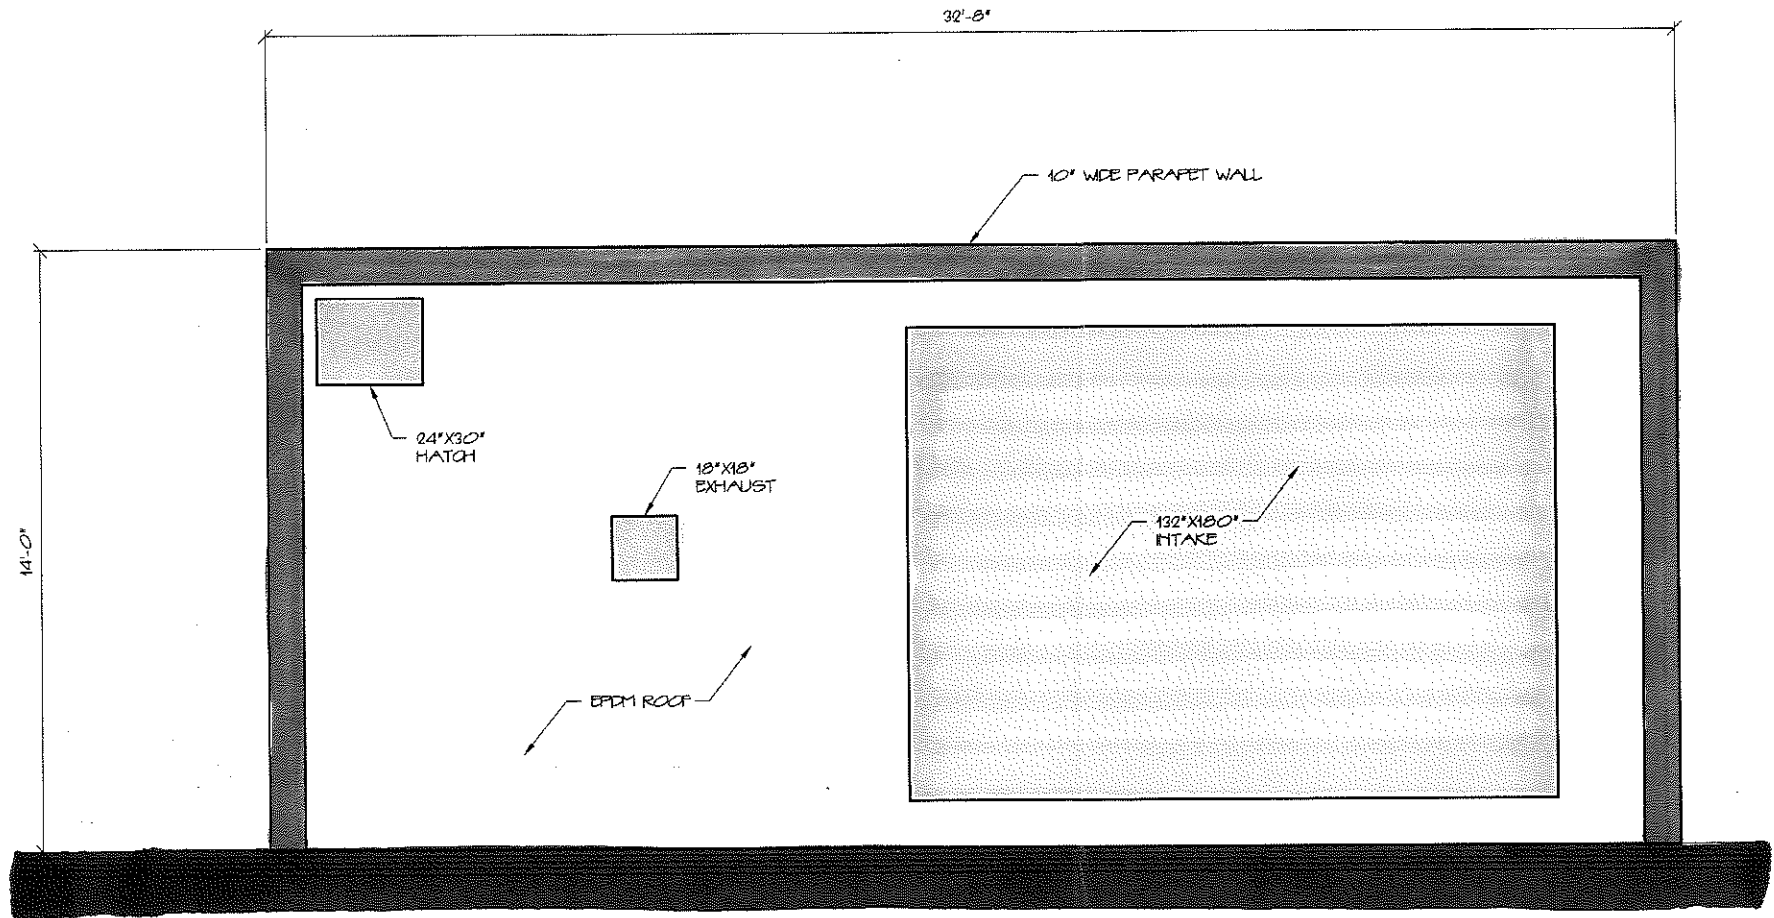 32'-8"
10" WIDE PARAPET WALL
24"X30"
HATCH
18"X18"
EXHAUST
132"X180"
INTAKE
14'-0"
EPDM ROOF